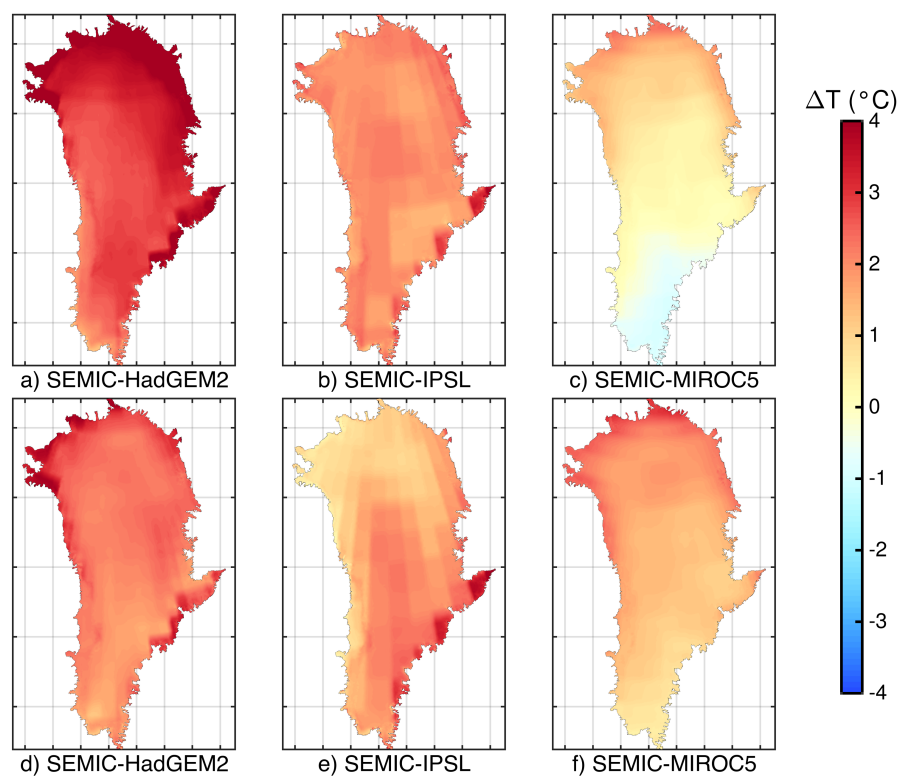 ΔT (°C)
4
3
2
1
0
-1
-2
-3
-4
a) SEMIC-HadGEM2
b) SEMIC-IPSL
c) SEMIC-MIROC5
d) SEMIC-HadGEM2
e) SEMIC-IPSL
f) SEMIC-MIROC5